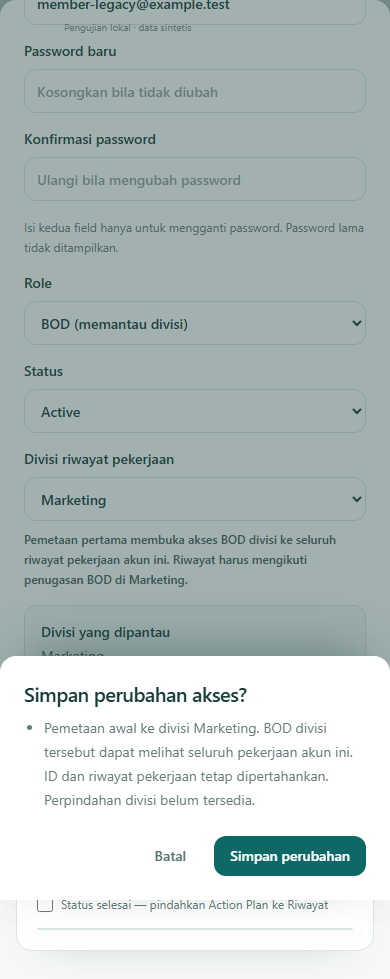 member-legacy@example.test
Pengujian lokal · data sintetis
Password baru
Kosongkan bila tidak diubah
Konfirmasi password
Ulangi bila mengubah password
Isi kedua field hanya untuk mengganti password. Password lama
tidak ditampilkan.
Role
BOD (memantau divisi)
Status
Active
Divisi riwayat pekerjaan
Marketing
Pemetaan pertama membuka akses BOD divisi ke seluruh
riwayat pekerjaan akun ini. Riwayat harus mengikuti
penugasan BOD di Marketing.
Divisi yang dipantau
Marketing
Simpan perubahan akses?
• Pemetaan awal ke divisi Marketing. BOD divisi
tersebut dapat melihat seluruh pekerjaan akun ini.
ID dan riwayat pekerjaan tetap dipertahankan.
Perpindahan divisi belum tersedia.
Batal
Simpan perubahan
Status selesai — pindahkan Action Plan ke Riwayat